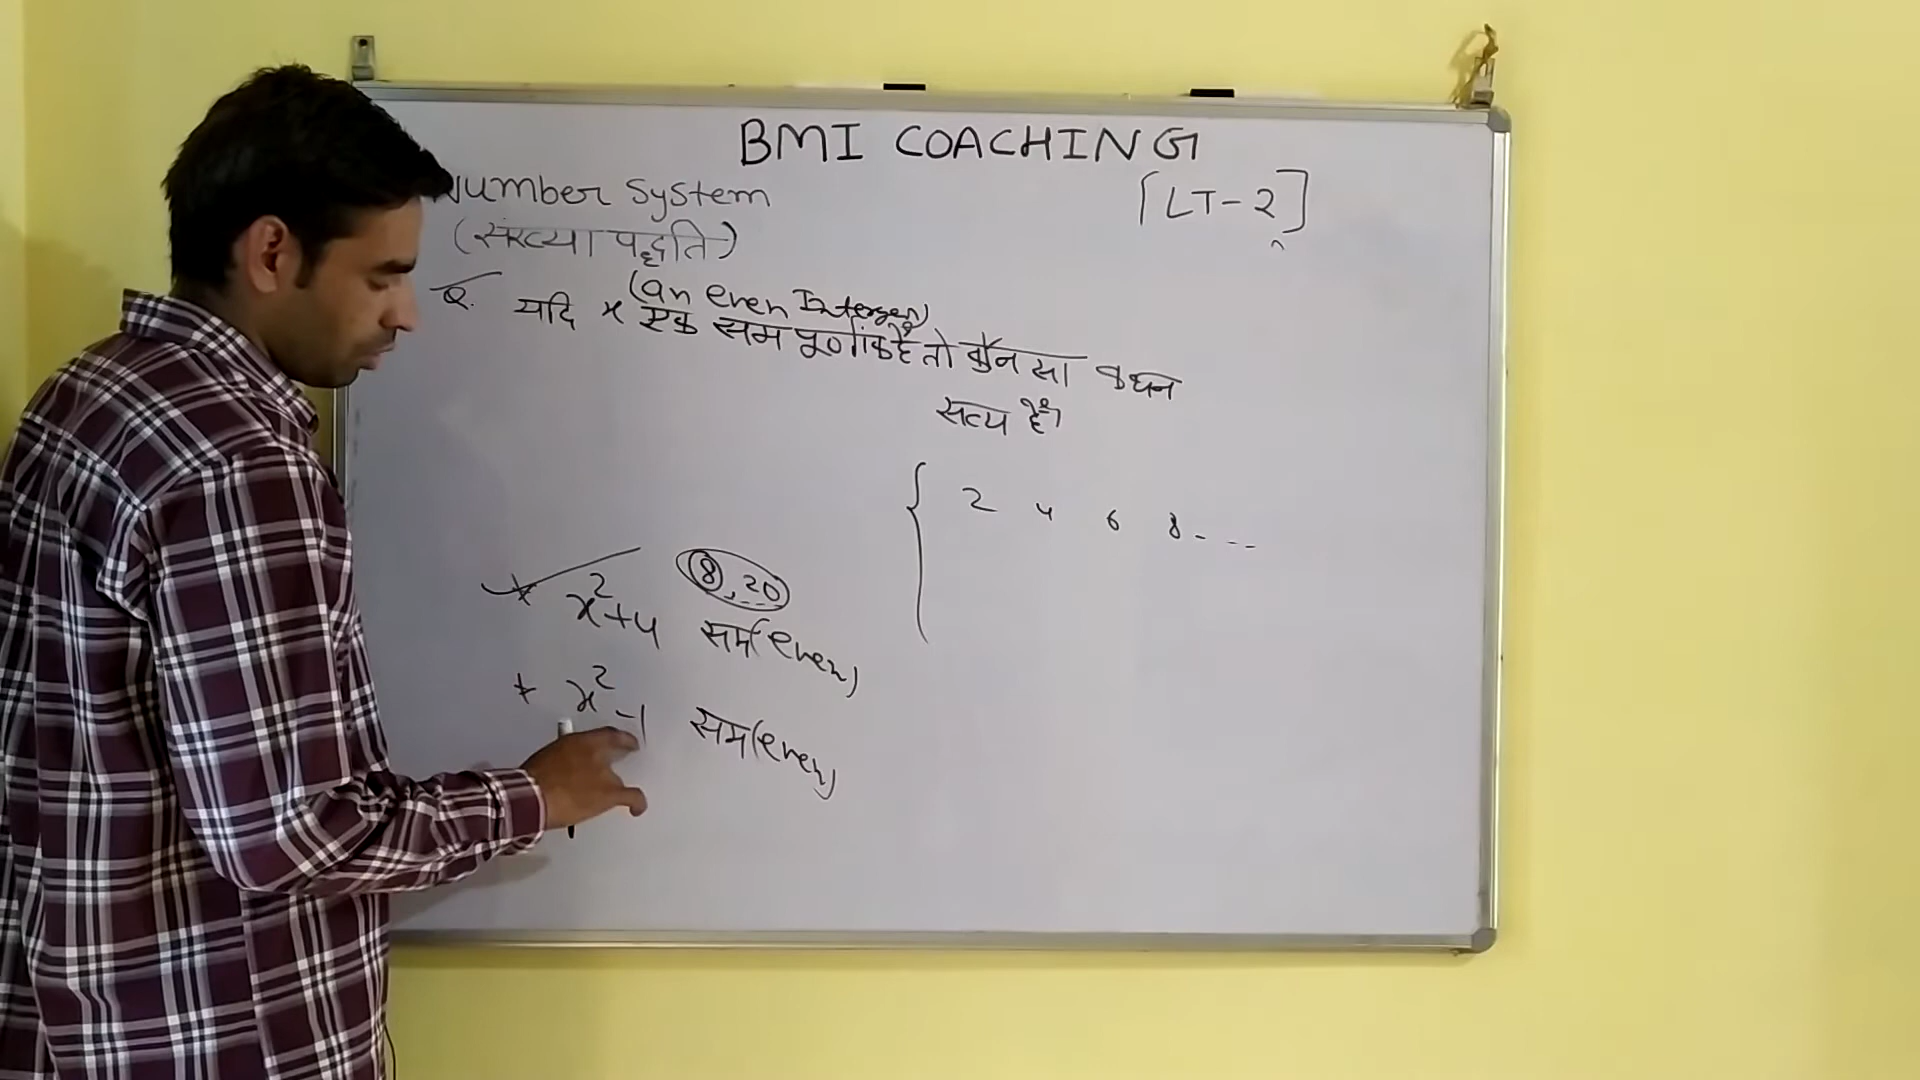 BMI COACHING
Number System
[LT-2]
(संख्या पद्धति)
(an even Interger)
Q. यदि x एक सम पूर्णांक है तो कौन सा कथन
सत्य है?
2 4 6 8 - - -
8, 20
* x²+4 सम(even)
* x²-1 सम(even)